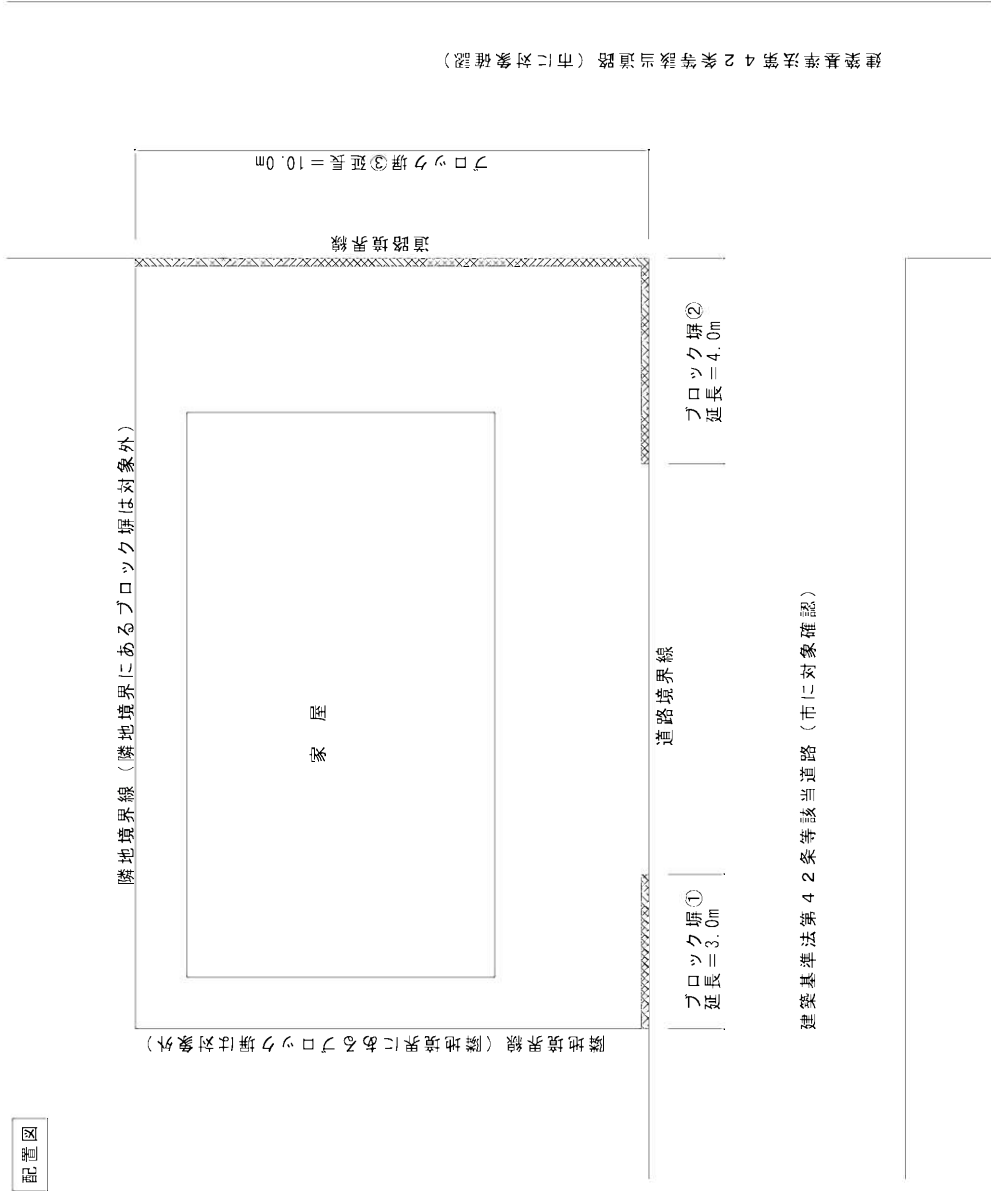 配置図
隣地境界線（隣地境界にあるブロック塀は対象外）
家　屋
隣地境界線（隣地境界にあるブロック塀は対象外）
道路境界線
ブロック塀①
延長＝3.0m
ブロック塀②
延長＝4.0m
建築基準法第４２条等該当道路（市に対象確認）
道路境界線
ブロック塀③延長＝10.0m
建築基準法第４２条等該当道路（市に対象確認）